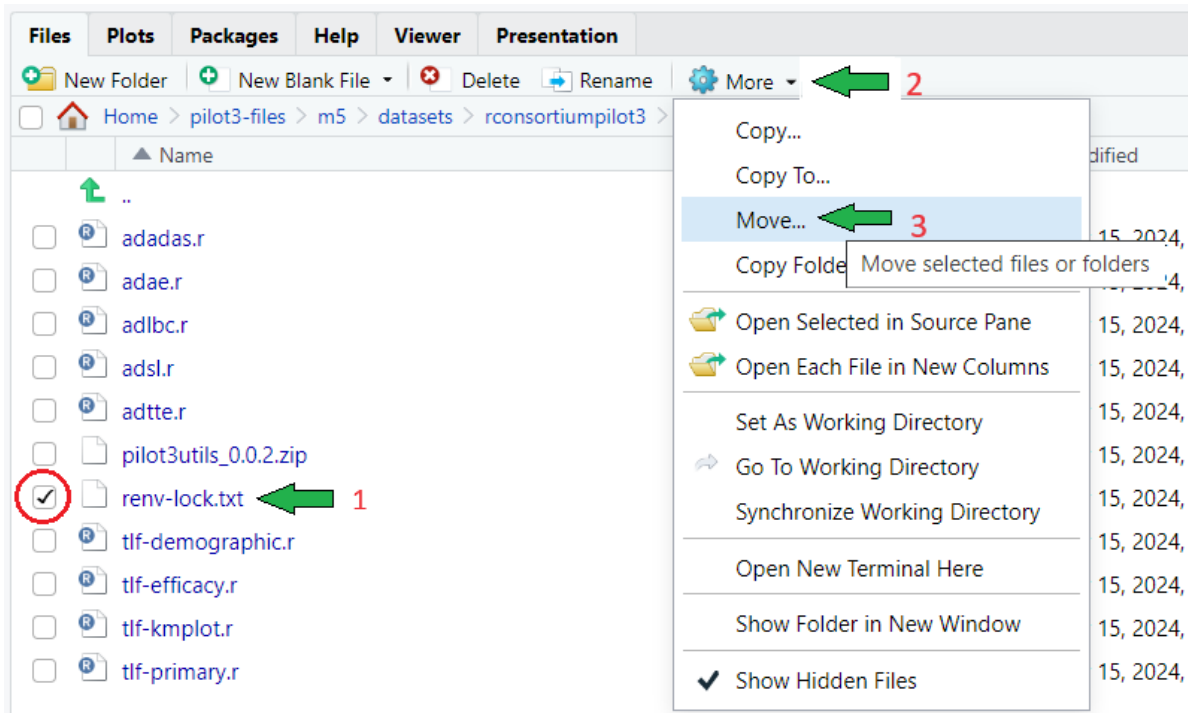 Files Plots Packages Help Viewer Presentation
New Folder New Blank File Delete Rename More 2
Home > pilot3-files > m5 > datasets > rconsortiumpilot3 >
Name
..
adadas.r
adae.r
adlbc.r
adsl.r
adtte.r
pilot3utils_0.0.2.zip
renv-lock.txt 1
tlf-demographic.r
tlf-efficacy.r
tlf-kmplot.r
tlf-primary.r
Copy...
Copy To...
Move... 3
Copy Folde
Move selected files or folders
Open Selected in Source Pane
Open Each File in New Columns
Set As Working Directory
Go To Working Directory
Synchronize Working Directory
Open New Terminal Here
Show Folder in New Window
Show Hidden Files
dified
15, 2024,
15, 2024,
15, 2024,
15, 2024,
15, 2024,
15, 2024,
15, 2024,
15, 2024,
15, 2024,
15, 2024,